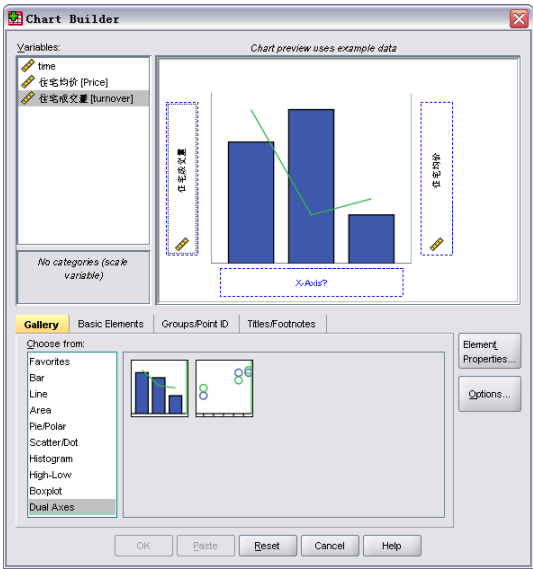 Chart Builder
Variables:
Chart preview uses example data
time
住宅均价 [Price]
住宅成交量 [turnover]
住宅成交量
住宅均价
X-Axis?
No categories (scale
variable)
Gallery
Basic Elements
Groups/Point ID
Titles/Footnotes
Choose from:
Favorites
Bar
Line
Area
Pie/Polar
Scatter/Dot
Histogram
High-Low
Boxplot
Dual Axes
Element
Properties...
Options...
OK
Paste
Reset
Cancel
Help